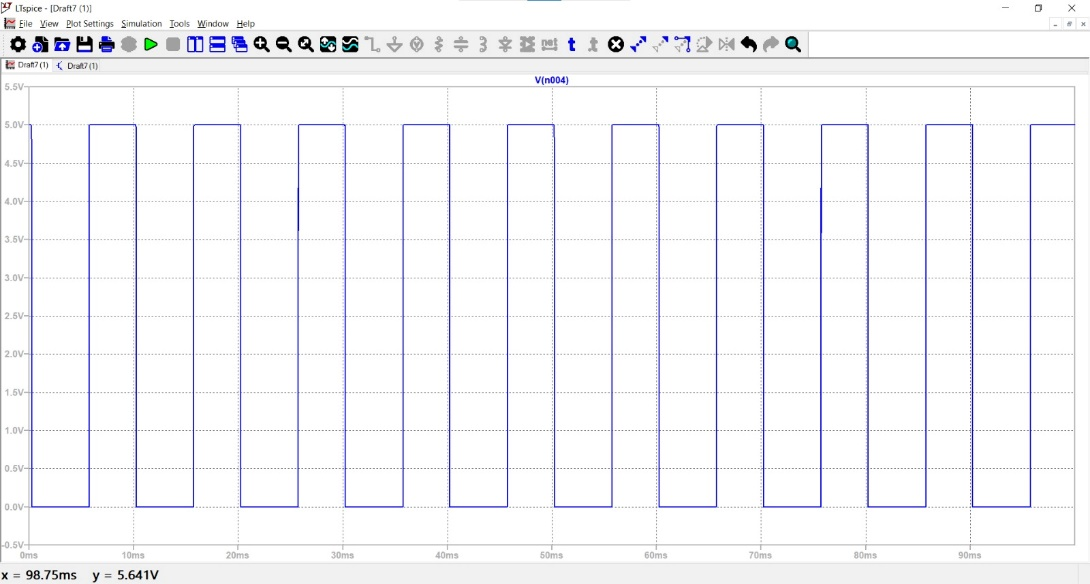 LTspice - [Draft7 (1)]
File View Plot Settings Simulation Tools Window Help
Draft7 (1) Draft7 (1)
V(n004)
5.5V
5.0V
4.5V
4.0V
3.5V
3.0V
2.5V
2.0V
1.5V
1.0V
0.5V
0.0V
-0.5V
0ms 10ms 20ms 30ms 40ms 50ms 60ms 70ms 80ms 90ms
x = 98.75ms y = 5.641V